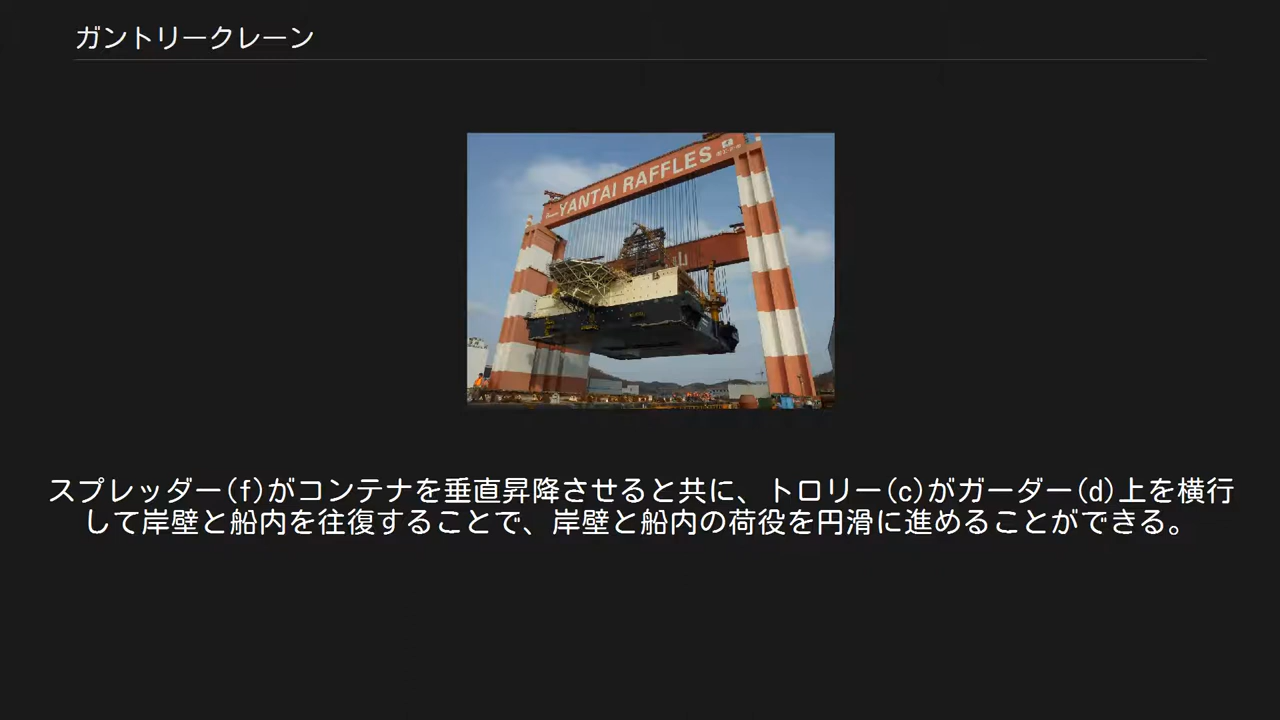 ガントリークレーン
YANTAI RAFFLES
スプレッダー(f)がコンテナを垂直昇降させると共に、トロリー(c)がガーダー(d)上を横行
して岸壁と船内を往復することで、岸壁と船内の荷役を円滑に進めることができる。